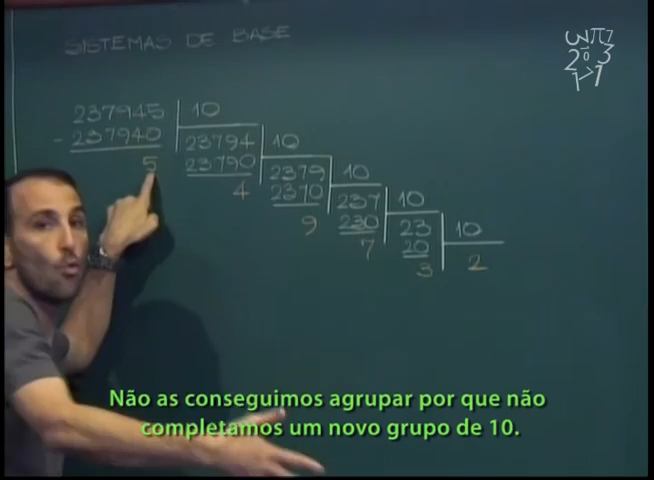 SISTEMAS DE BASE
237945 10
- 237940 23794 10
5 23790 2379 10
4 2370 237 10
9 230 23 10
7 20 2
3
Não as conseguimos agrupar por que não
completamos um novo grupo de 10.